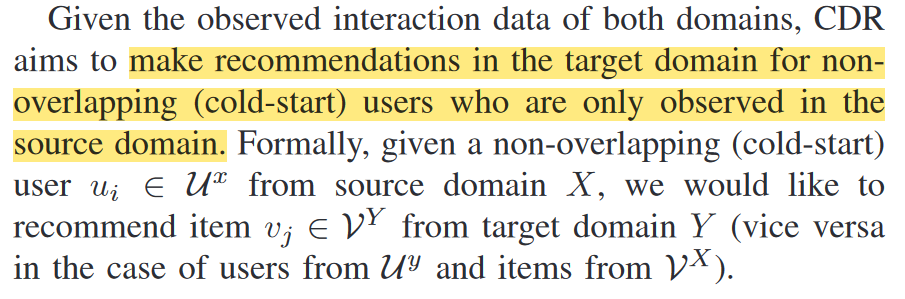 Given the observed interaction data of both domains, CDR
aims to make recommendations in the target domain for non-
overlapping (cold-start) users who are only observed in the
source domain. Formally, given a non-overlapping (cold-start)
user $u_i \in \mathcal{U}^x$ from source domain $X$, we would like to
recommend item $v_j \in \mathcal{V}^Y$ from target domain $Y$ (vice versa
in the case of users from $\mathcal{U}^y$ and items from $\mathcal{V}^X$).